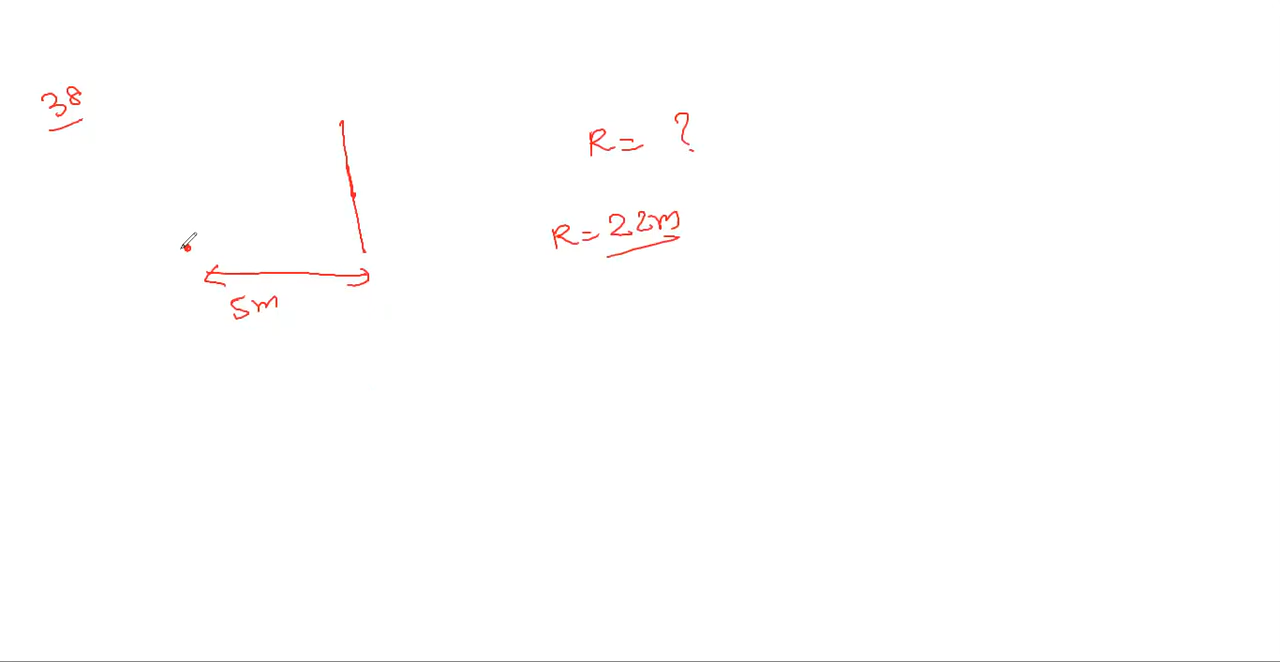 38
R = ?
R = 22m
5m